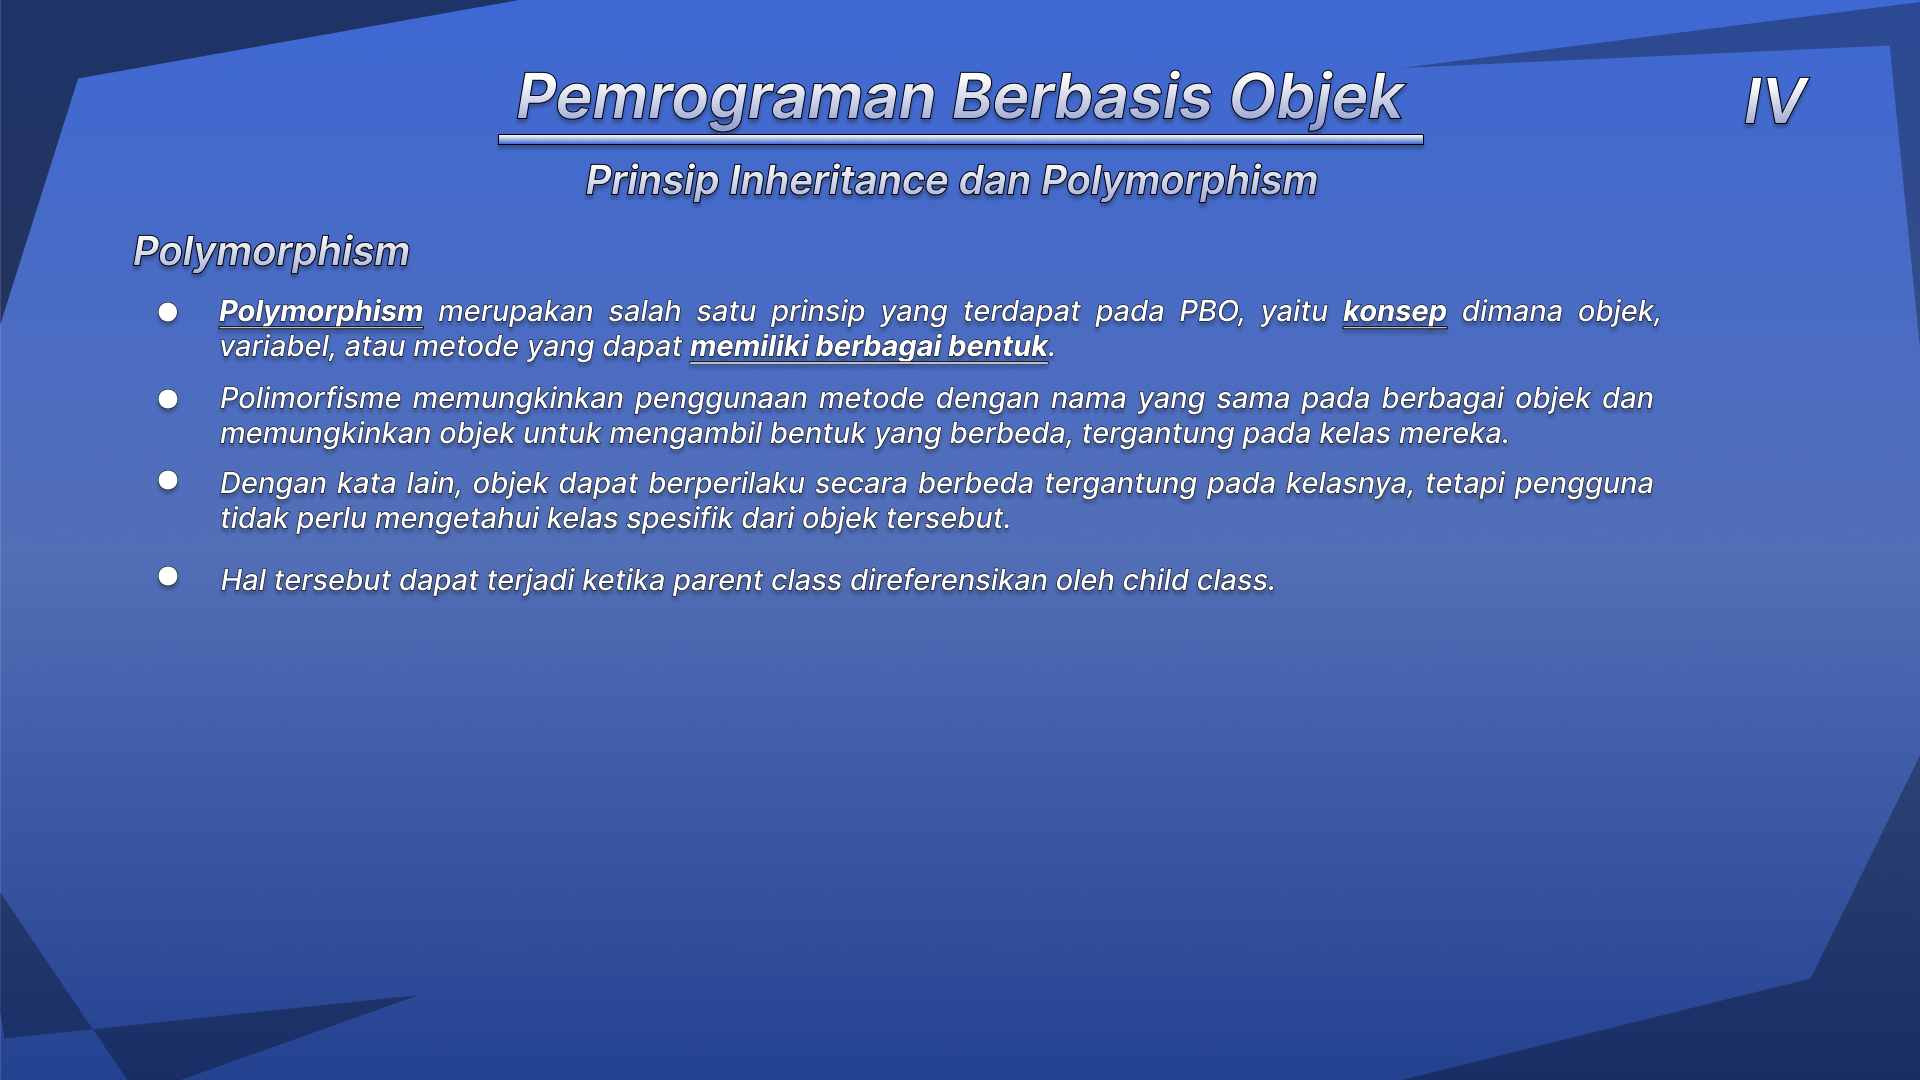 Pemrograman Berbasis Objek
IV
Prinsip Inheritance dan Polymorphism
Polymorphism
● Polymorphism merupakan salah satu prinsip yang terdapat pada PBO, yaitu konsep dimana objek,
variabel, atau metode yang dapat memiliki berbagai bentuk.
● Polimorfisme memungkinkan penggunaan metode dengan nama yang sama pada berbagai objek dan
memungkinkan objek untuk mengambil bentuk yang berbeda, tergantung pada kelas mereka.
● Dengan kata lain, objek dapat berperilaku secara berbeda tergantung pada kelasnya, tetapi pengguna
tidak perlu mengetahui kelas spesifik dari objek tersebut.
● Hal tersebut dapat terjadi ketika parent class direferensikan oleh child class.